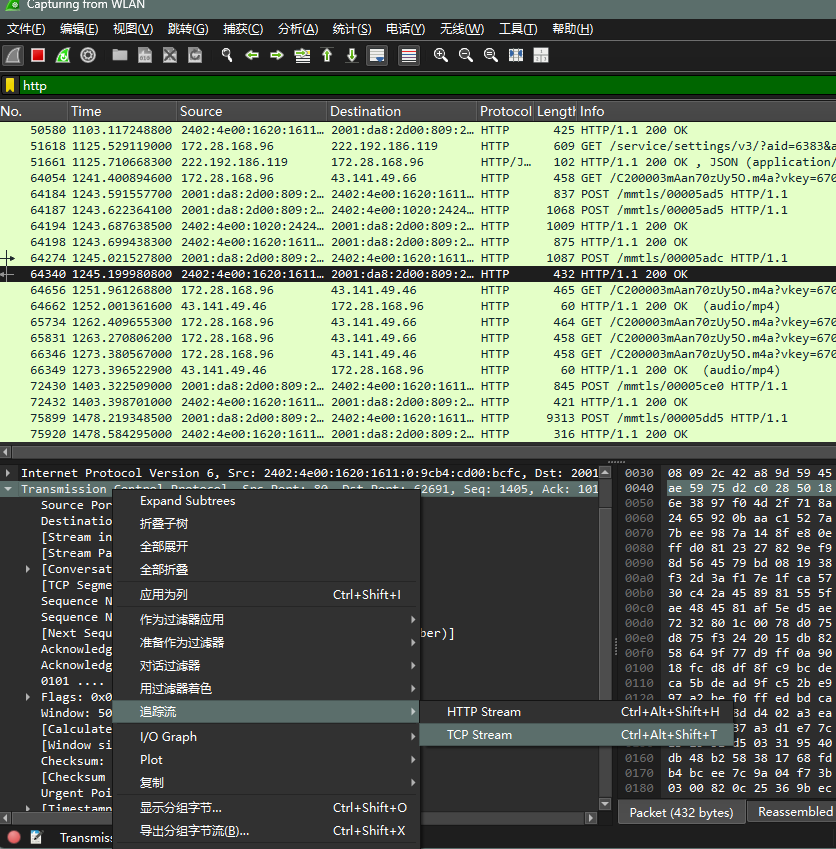 Capturing from WLAN
文件(F) 编辑(E) 视图(V) 跳转(G) 捕获(C) 分析(A) 统计(S) 电话(Y) 无线(W) 工具(T) 帮助(H)
http
No. Time Source Destination Protocol Length Info
50580 1103.117248800 2402:4e00:1620:1611… 2001:da8:2d00:809:2… HTTP 425 HTTP/1.1 200 OK
51618 1125.529119000 172.28.168.96 222.192.186.119 HTTP 609 GET /service/settings/v3/?aid=6383&a
51661 1125.710668300 222.192.186.119 172.28.168.96 HTTP/J… 102 HTTP/1.1 200 OK , JSON (application/
64054 1241.400894600 172.28.168.96 43.141.49.66 HTTP 458 GET /C200003mAan70zUy5O.m4a?vkey=670
64184 1243.591557700 2001:da8:2d00:809:2… 2402:4e00:1620:1611… HTTP 837 POST /mmtls/00005ad5 HTTP/1.1
64187 1243.622364100 2001:da8:2d00:809:2… 2402:4e00:1020:2424… HTTP 1068 POST /mmtls/00005ad5 HTTP/1.1
64194 1243.687638500 2402:4e00:1020:2424… 2001:da8:2d00:809:2… HTTP 1009 HTTP/1.1 200 OK
64198 1243.699438300 2402:4e00:1620:1611… 2001:da8:2d00:809:2… HTTP 875 HTTP/1.1 200 OK
64274 1245.021527800 2001:da8:2d00:809:2… 2402:4e00:1620:1611… HTTP 1087 POST /mmtls/00005adc HTTP/1.1
64340 1245.199980800 2402:4e00:1620:1611… 2001:da8:2d00:809:2… HTTP 432 HTTP/1.1 200 OK
64656 1251.961268800 172.28.168.96 43.141.49.46 HTTP 465 GET /C200003mAan70zUy5O.m4a?vkey=670
64662 1252.001361600 43.141.49.46 172.28.168.96 HTTP 60 HTTP/1.1 200 OK (audio/mp4)
65734 1262.409655300 172.28.168.96 43.141.49.66 HTTP 464 GET /C200003mAan70zUy5O.m4a?vkey=670
65831 1263.270806200 172.28.168.96 43.141.49.66 HTTP 458 GET /C200003mAan70zUy5O.m4a?vkey=670
66346 1273.380567000 172.28.168.96 43.141.49.46 HTTP 458 GET /C200003mAan70zUy5O.m4a?vkey=670
66349 1273.396522900 43.141.49.46 172.28.168.96 HTTP 60 HTTP/1.1 200 OK (audio/mp4)
72430 1403.322509000 2001:da8:2d00:809:2… 2402:4e00:1620:1611… HTTP 845 POST /mmtls/00005ce0 HTTP/1.1
72432 1403.398701000 2402:4e00:1620:1611… 2001:da8:2d00:809:2… HTTP 421 HTTP/1.1 200 OK
75899 1478.219348500 2001:da8:2d00:809:2… 2402:4e00:1620:1611… HTTP 9313 POST /mmtls/00005dd5 HTTP/1.1
75920 1478.584295000 2402:4e00:1620:1611… 2001:da8:2d00:809:2… HTTP 316 HTTP/1.1 200 OK
Internet Protocol Version 6, Src: 2402:4e00:1620:1611:0:9cb4:cd00:bcfc, Dst: 2001
Transmission Control Protocol, Src Port: 80, Dst Port: 62691, Seq: 1405, Ack: 101
Source Por
Destinatio
[Stream in
[Stream Pa
[Conversat
[TCP Segme
Sequence N
Sequence N
[Next Sequ ber)]
Acknowledg
Acknowledg
0101 ....
Flags: 0x0
Window: 50
[Calculate
[Window si
Checksum:
[Checksum
Urgent Poi
[Timestamp
Expand Subtrees
折叠子树
全部展开
全部折叠
应用为列 Ctrl+Shift+I
作为过滤器应用
准备作为过滤器
对话过滤器
用过滤器着色
追踪流
I/O Graph
Plot
复制
显示分组字节... Ctrl+Shift+O
导出分组字节流(B)... Ctrl+Shift+X
HTTP Stream Ctrl+Alt+Shift+H
TCP Stream Ctrl+Alt+Shift+T
0030 08 09 2c 42 a8 9d 59 45
0040 ae 59 75 d2 c0 28 50 18
0050 6e 38 97 f0 4d 2f 71 8a
0060 24 65 92 0b aa c1 52 7a
0070 7b ee 98 7a 14 8f e8 0e
0080 ff d0 81 23 27 82 9e f9
0090 8d 56 45 79 bd 08 19 38
00a0 f3 2d 3a f1 7e 1f ca 57
00b0 30 c4 2a 45 89 81 55 5f
00c0 ae 48 45 81 af 5e d5 ae
00d0 72 32 80 1c 00 78 d0 75
00e0 d8 75 f3 24 20 15 db 82
00f0 58 64 9f 77 d9 ff 0a 90
0100 18 fc d8 df 8f c9 bc de
0110 ca 5b de ad 9f c5 2b e9
0120 97 a2 be f0 ff ed bd ca
8d d4 02 a3 ea
37 a3 d1 e7 7c
d5 03 31 95 40
0160 db 48 b2 58 38 17 68 fd
0170 b4 bc ee 7c 9a 04 f7 3b
0180 03 00 82 0c 25 36 9b ec
Packet (432 bytes) Reassembled
Transmiss